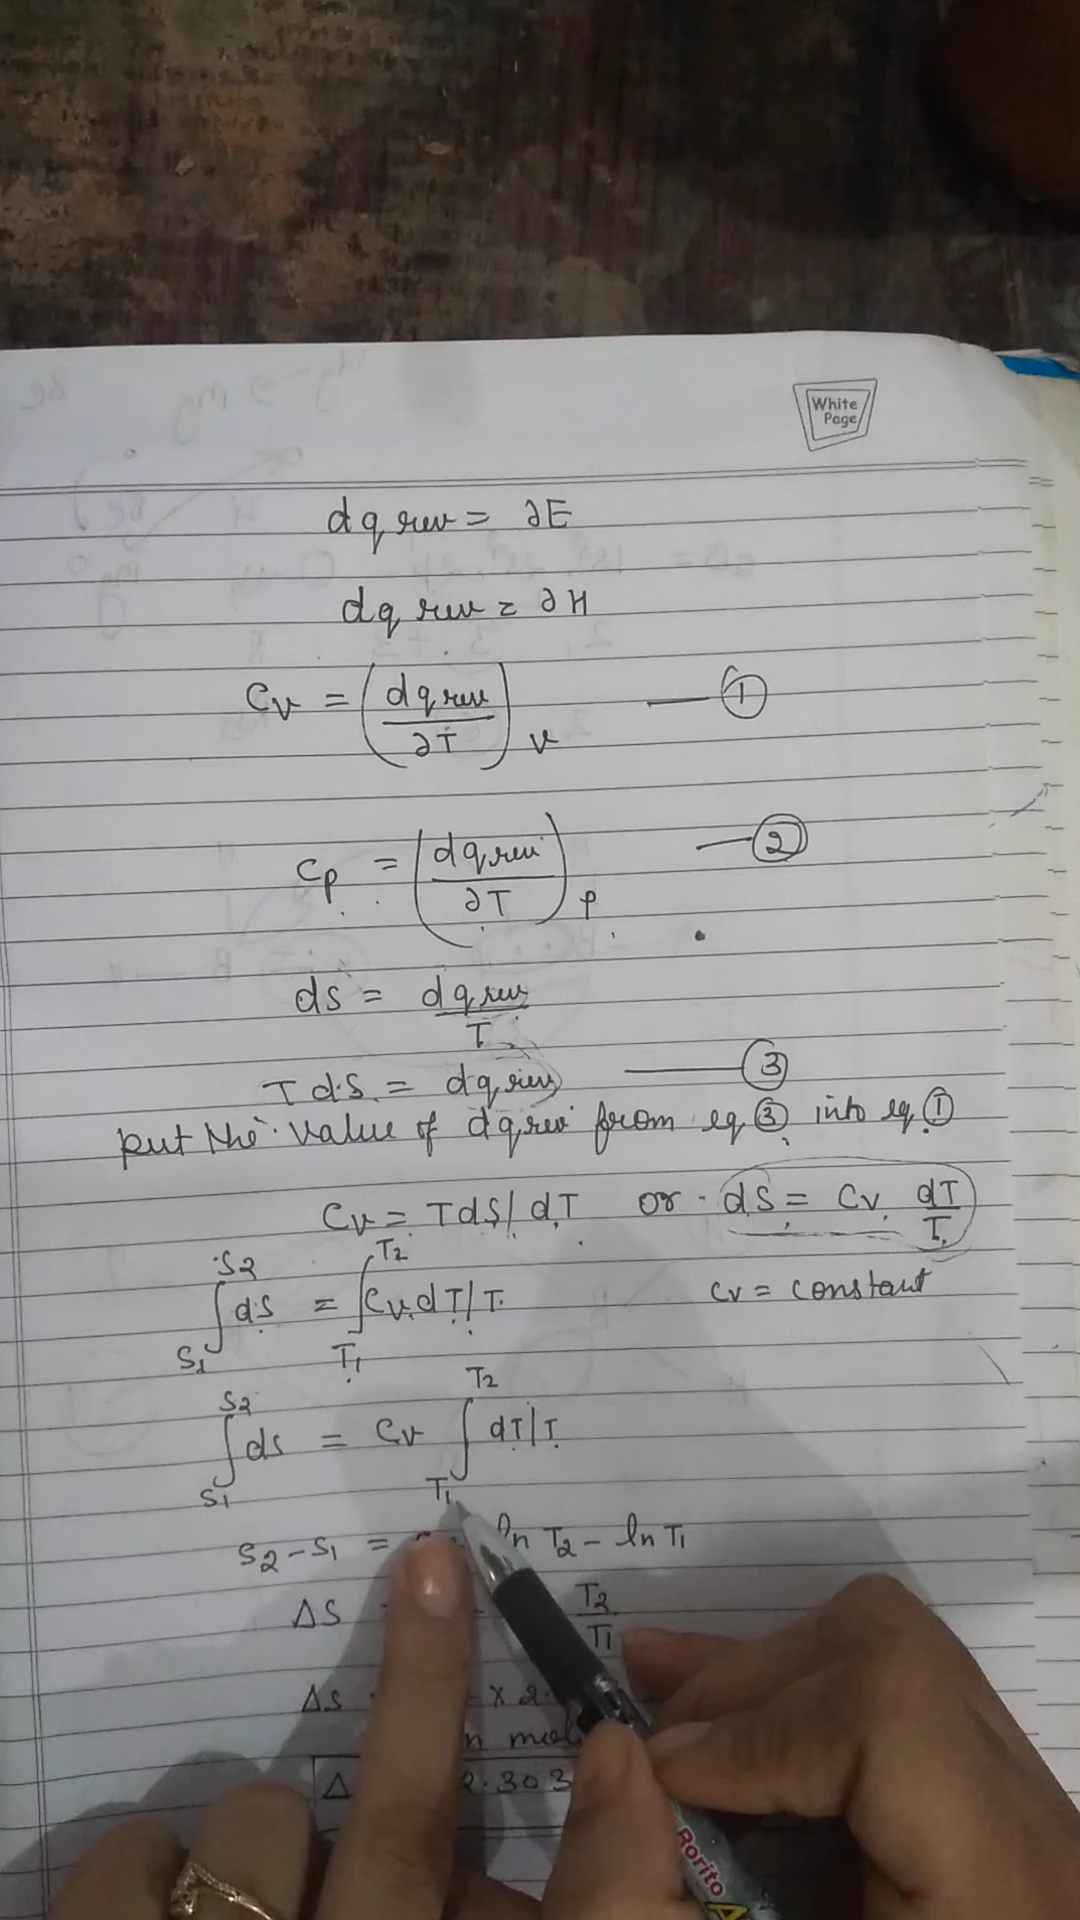 White Page
dq rev = ∂E
dq rev = ∂H
Cv = (dq rev / ∂T) v — ①
Cp = (dq rev / ∂T) p — ②
ds = dq rev / T
T ds = dq rev — ③
put the value of dq rev from eq ③ into eq ①
Cv = Tds/dT or ds = Cv dT/T
∫ S1 S2 ds = ∫ T1 T2 Cv dT/T Cv = constant
∫ S1 S2 ds = Cv ∫ T1 T2 dT/T
S2 - S1 = ln T2 - ln T1
ΔS T2/T1
ΔS × 2.
n mol
Δ 2.303
Rorito